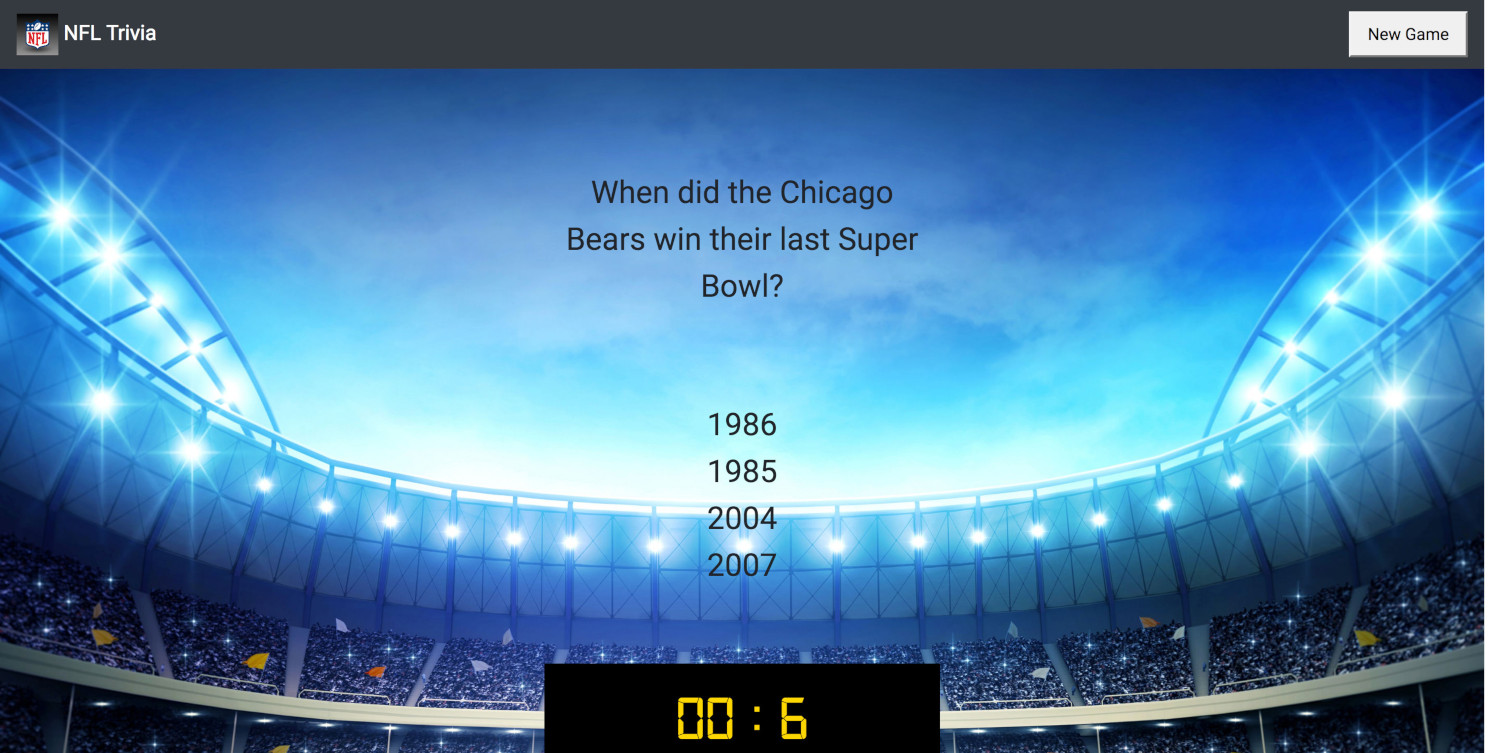 NFL
NFL Trivia
New Game
When did the Chicago
Bears win their last Super
Bowl?
1986
1985
2004
2007
00 : 6